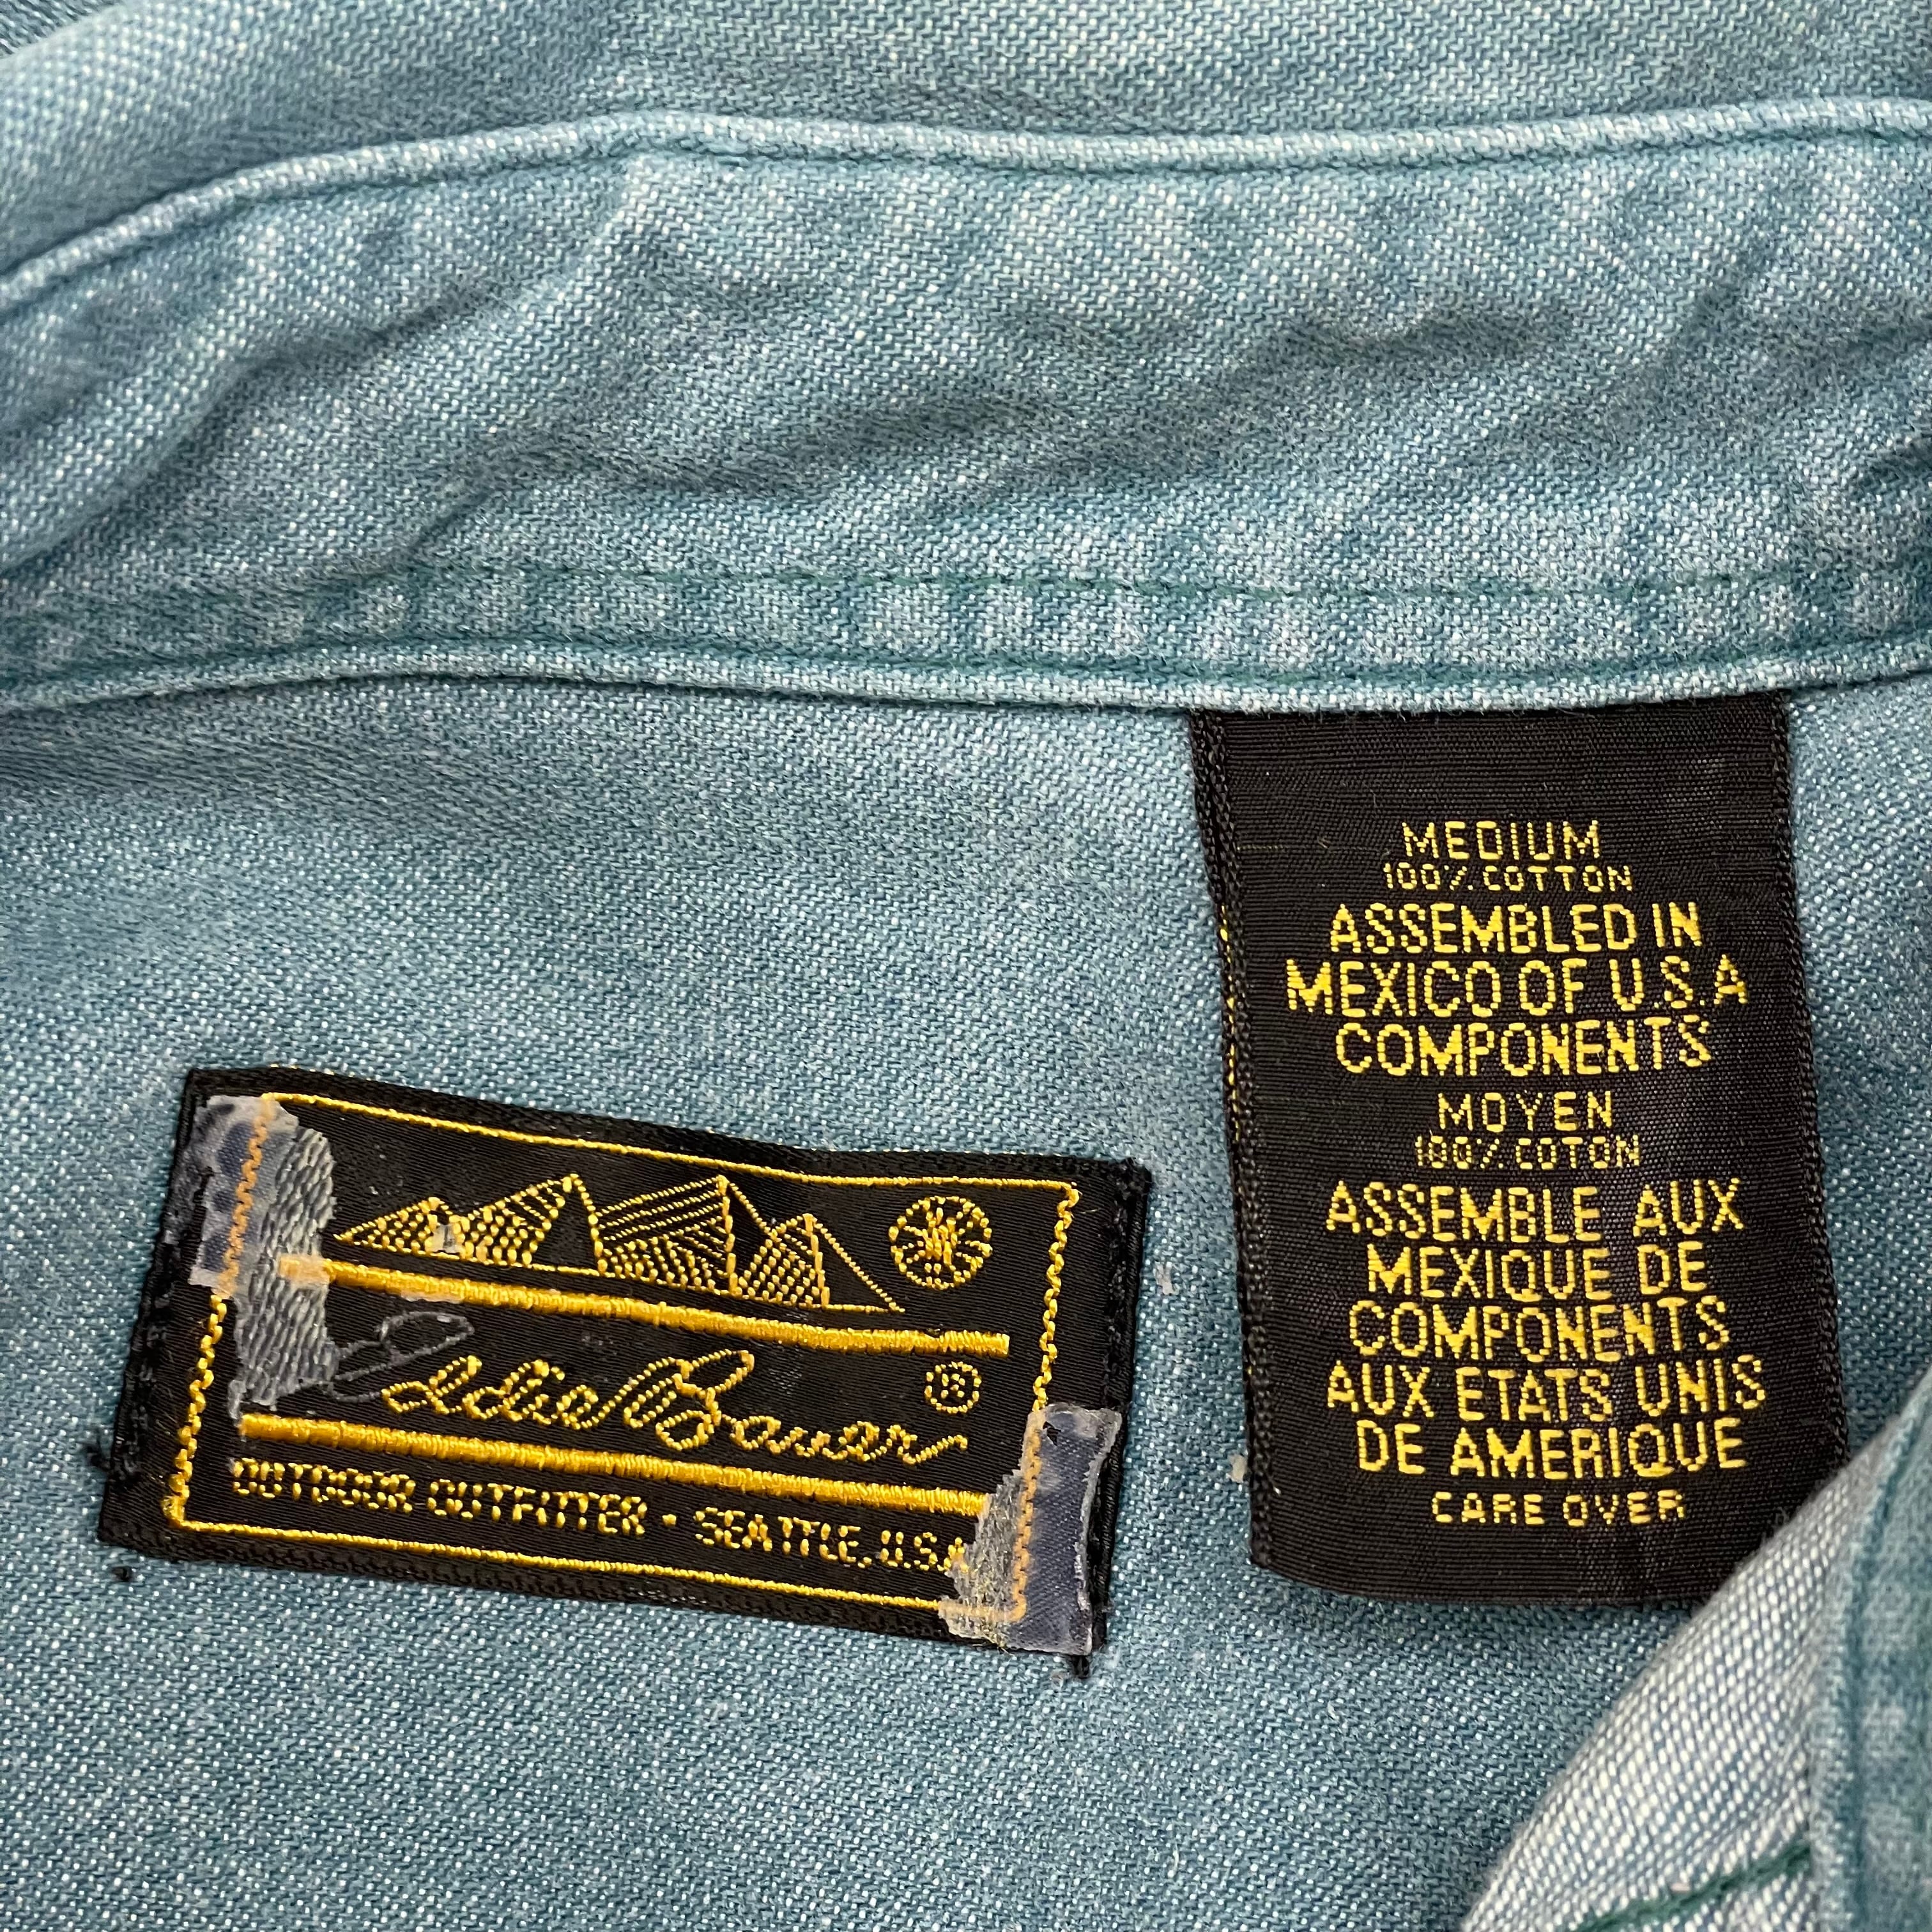 Eddie Bauer ®
OUTDOOR OUTFITTER · SEATTLE, U.S.A.
MEDIUM
100% COTTON
ASSEMBLED IN
MEXICO OF U.S.A
COMPONENTS
MOYEN
100% COTON
ASSEMBLE AUX
MEXIQUE DE
COMPONENTS
AUX ETATS UNIS
DE AMERIQUE
CARE OVER